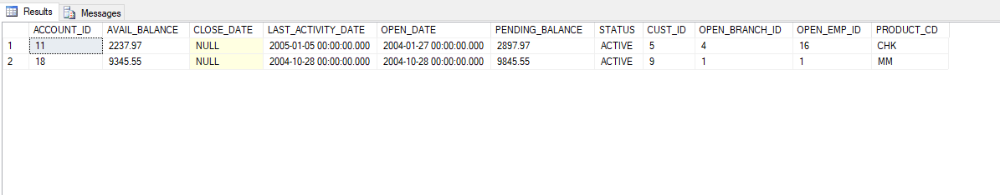 Results Messages
ACCOUNT_ID AVAIL_BALANCE CLOSE_DATE LAST_ACTIVITY_DATE OPEN_DATE PENDING_BALANCE STATUS CUST_ID OPEN_BRANCH_ID OPEN_EMP_ID PRODUCT_CD
1 11 2237.97 NULL 2005-01-05 00:00:00.000 2004-01-27 00:00:00.000 2897.97 ACTIVE 5 4 16 CHK
2 18 9345.55 NULL 2004-10-28 00:00:00.000 2004-10-28 00:00:00.000 9845.55 ACTIVE 9 1 1 MM